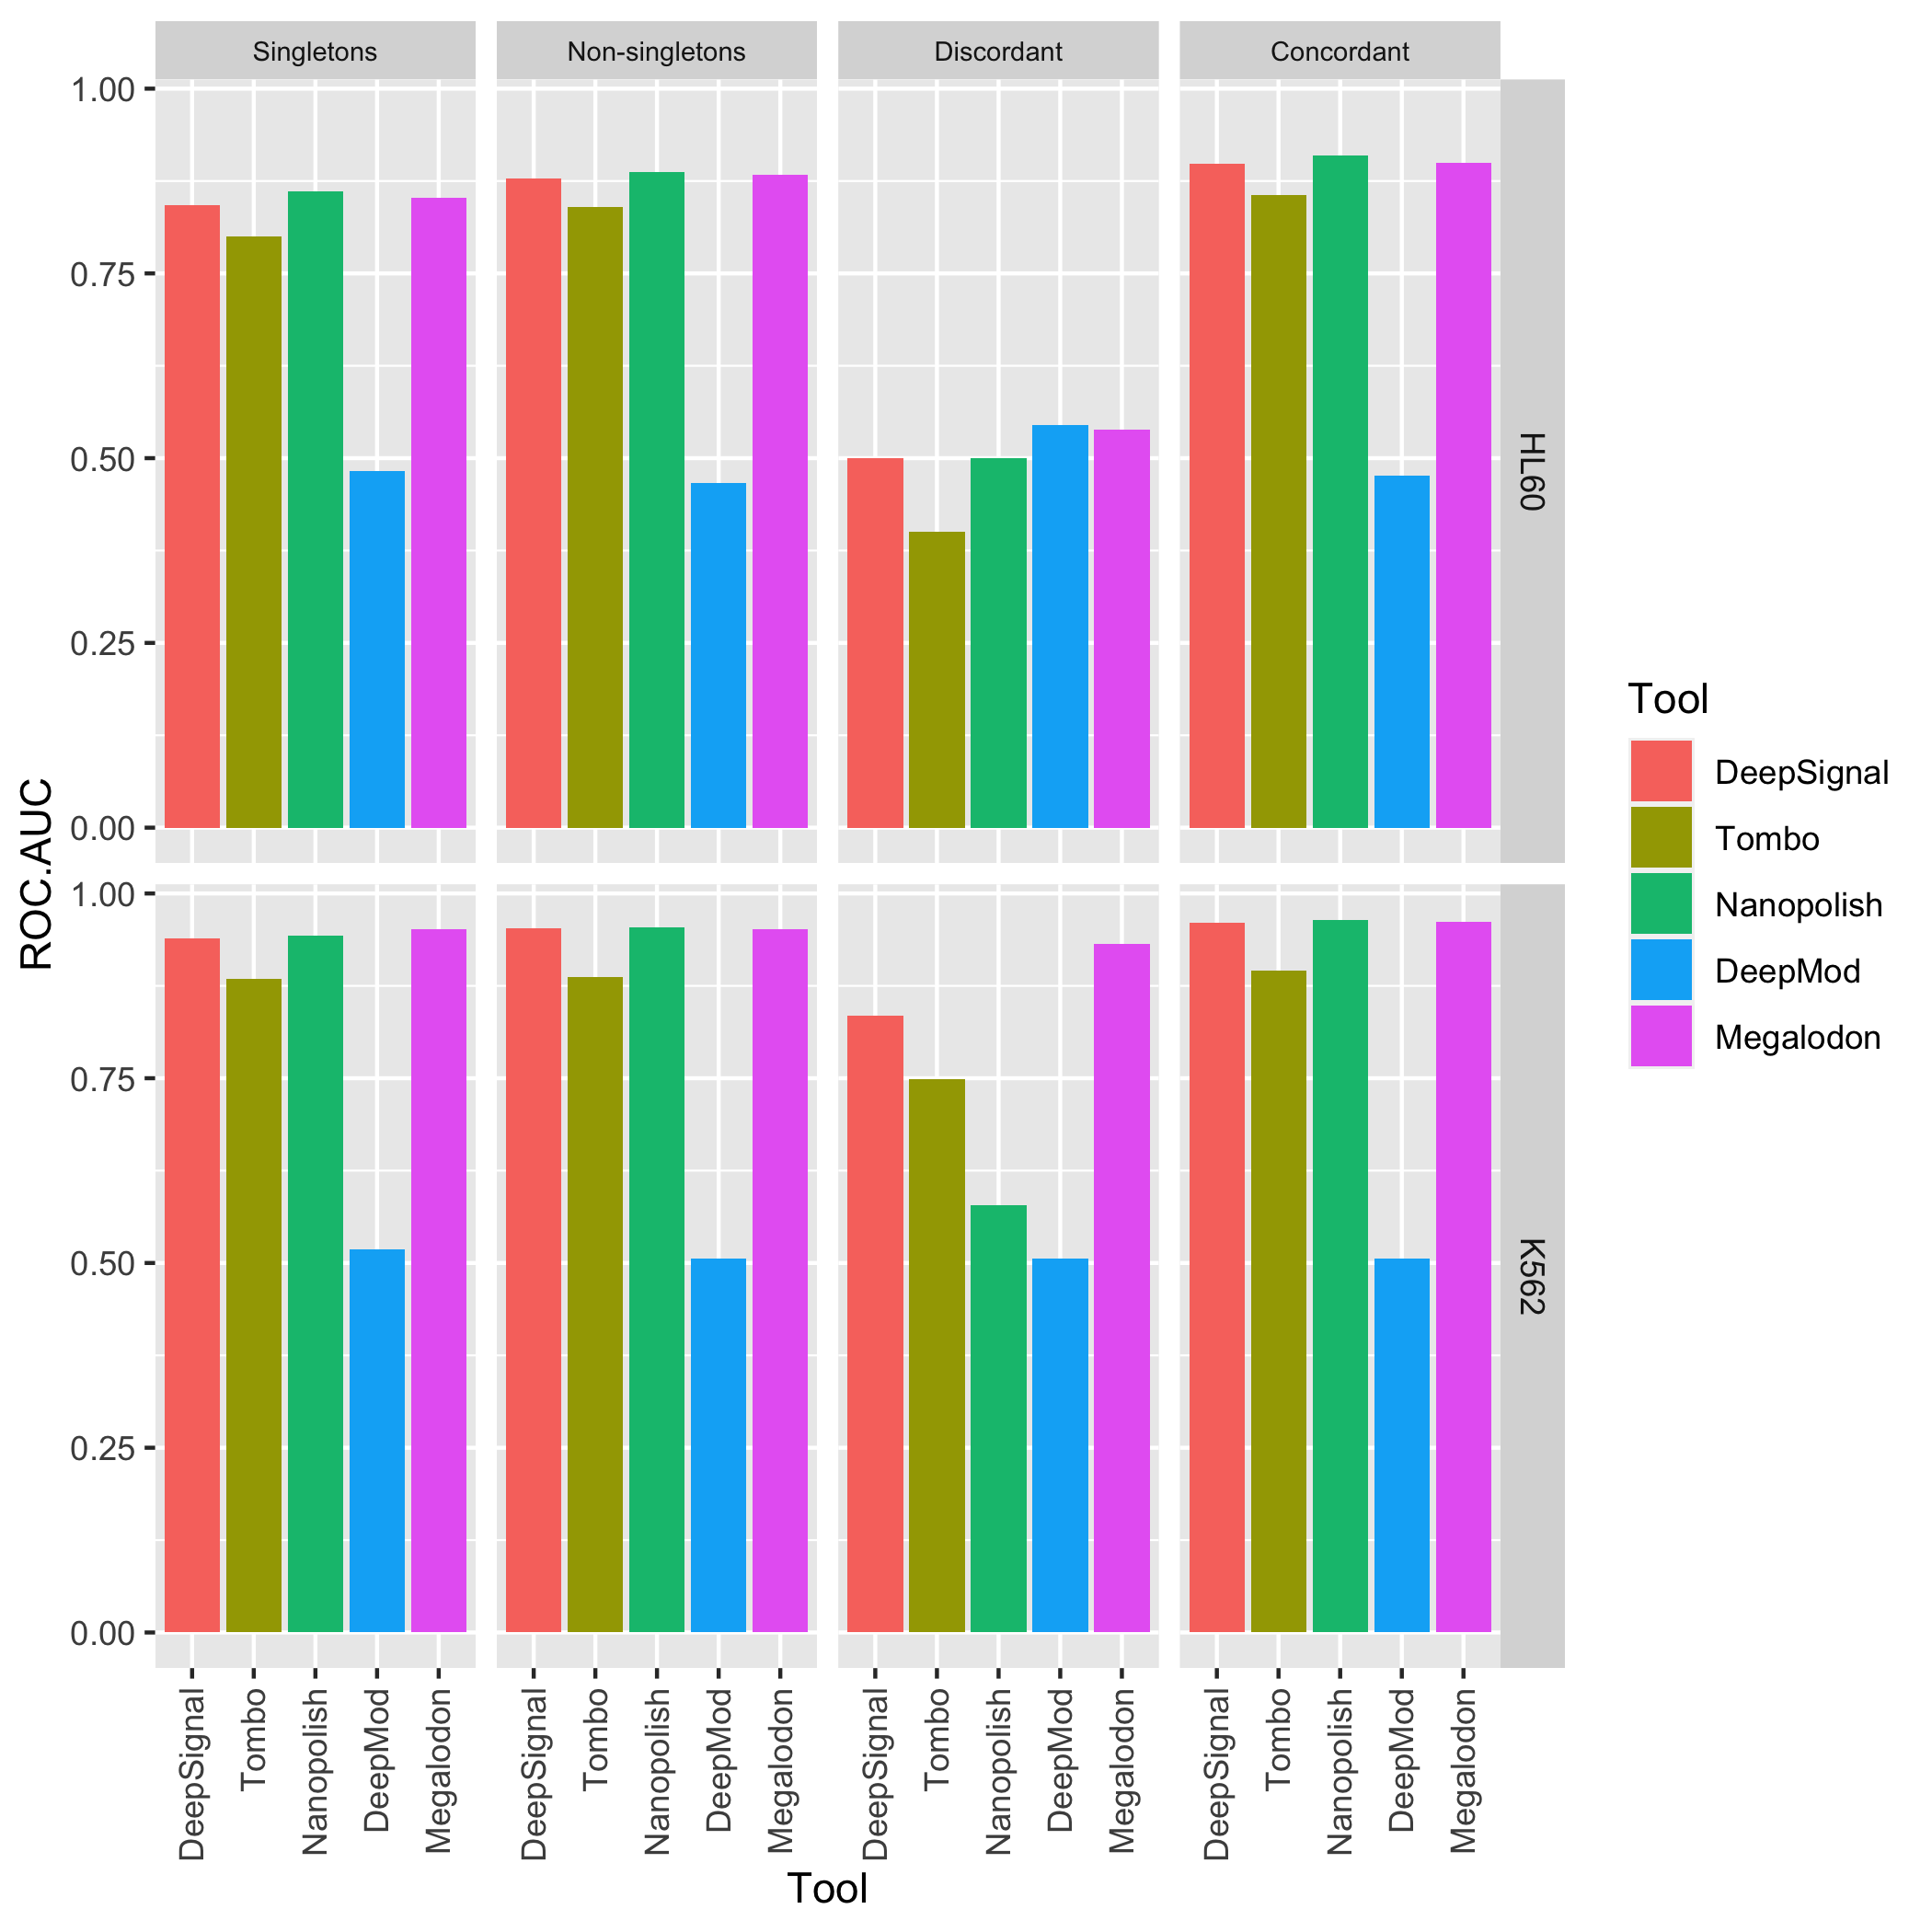 Singletons Non-singletons Discordant Concordant
1.00
0.75
0.50
0.25
0.00
HL60
1.00
0.75
0.50
0.25
0.00
K562
ROC.AUC
DeepSignal Tombo Nanopolish DeepMod Megalodon DeepSignal Tombo Nanopolish DeepMod Megalodon DeepSignal Tombo Nanopolish DeepMod Megalodon DeepSignal Tombo Nanopolish DeepMod Megalodon
Tool
Tool
DeepSignal
Tombo
Nanopolish
DeepMod
Megalodon